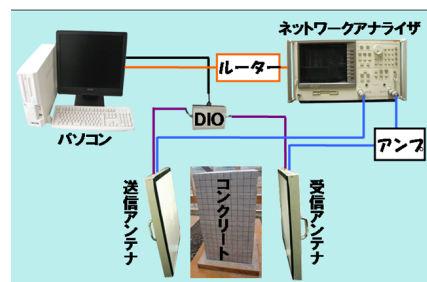 ネットワークアナライザ
ルーター
DIO
パソコン
アンプ
送信アンテナ
コンクリート
受信アンテナ